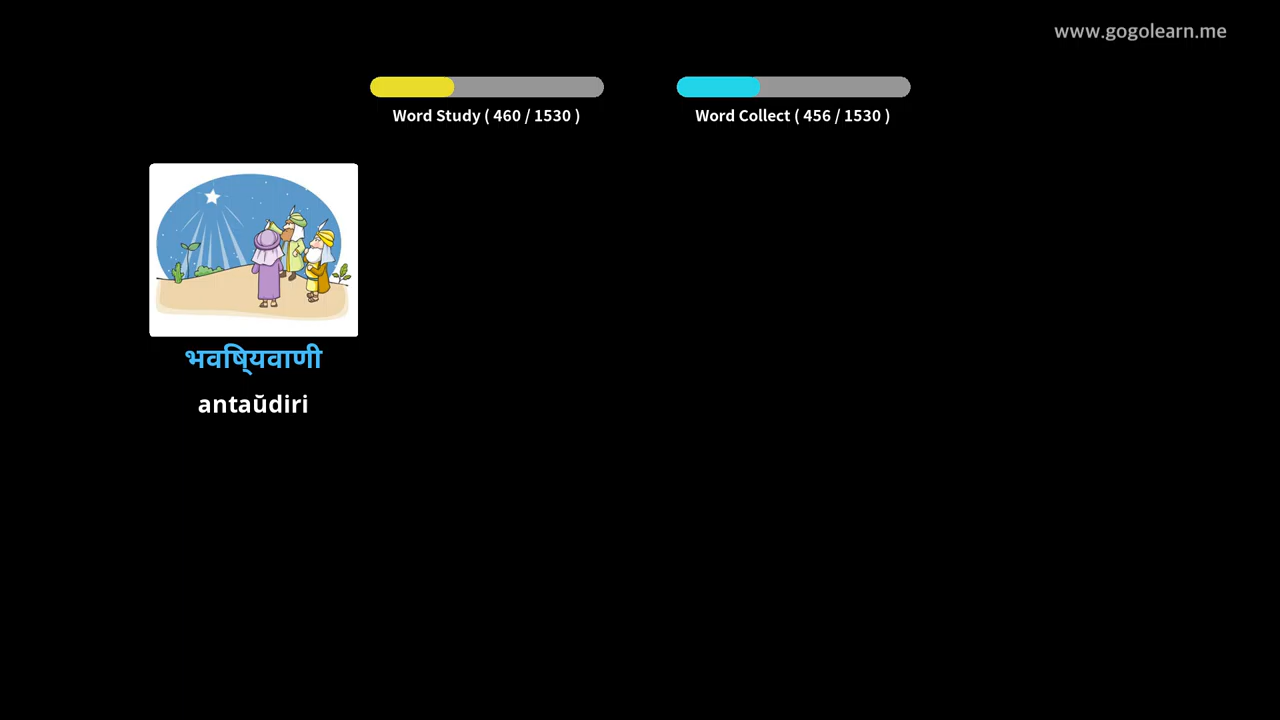 www.gogolearn.me
Word Study ( 460 / 1530 )
Word Collect ( 456 / 1530 )
भविष्यवाणी
antaŭdiri